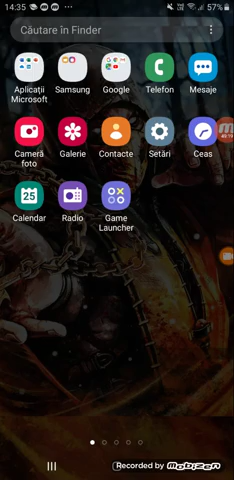 14:35
57%
Căutare în Finder
Aplicații
Microsoft
Samsung
Google
Telefon
Mesaje
Cameră
foto
Galerie
Contacte
Setări
Ceas
25
Calendar
Radio
Game
Launcher
Recorded by Mobizen